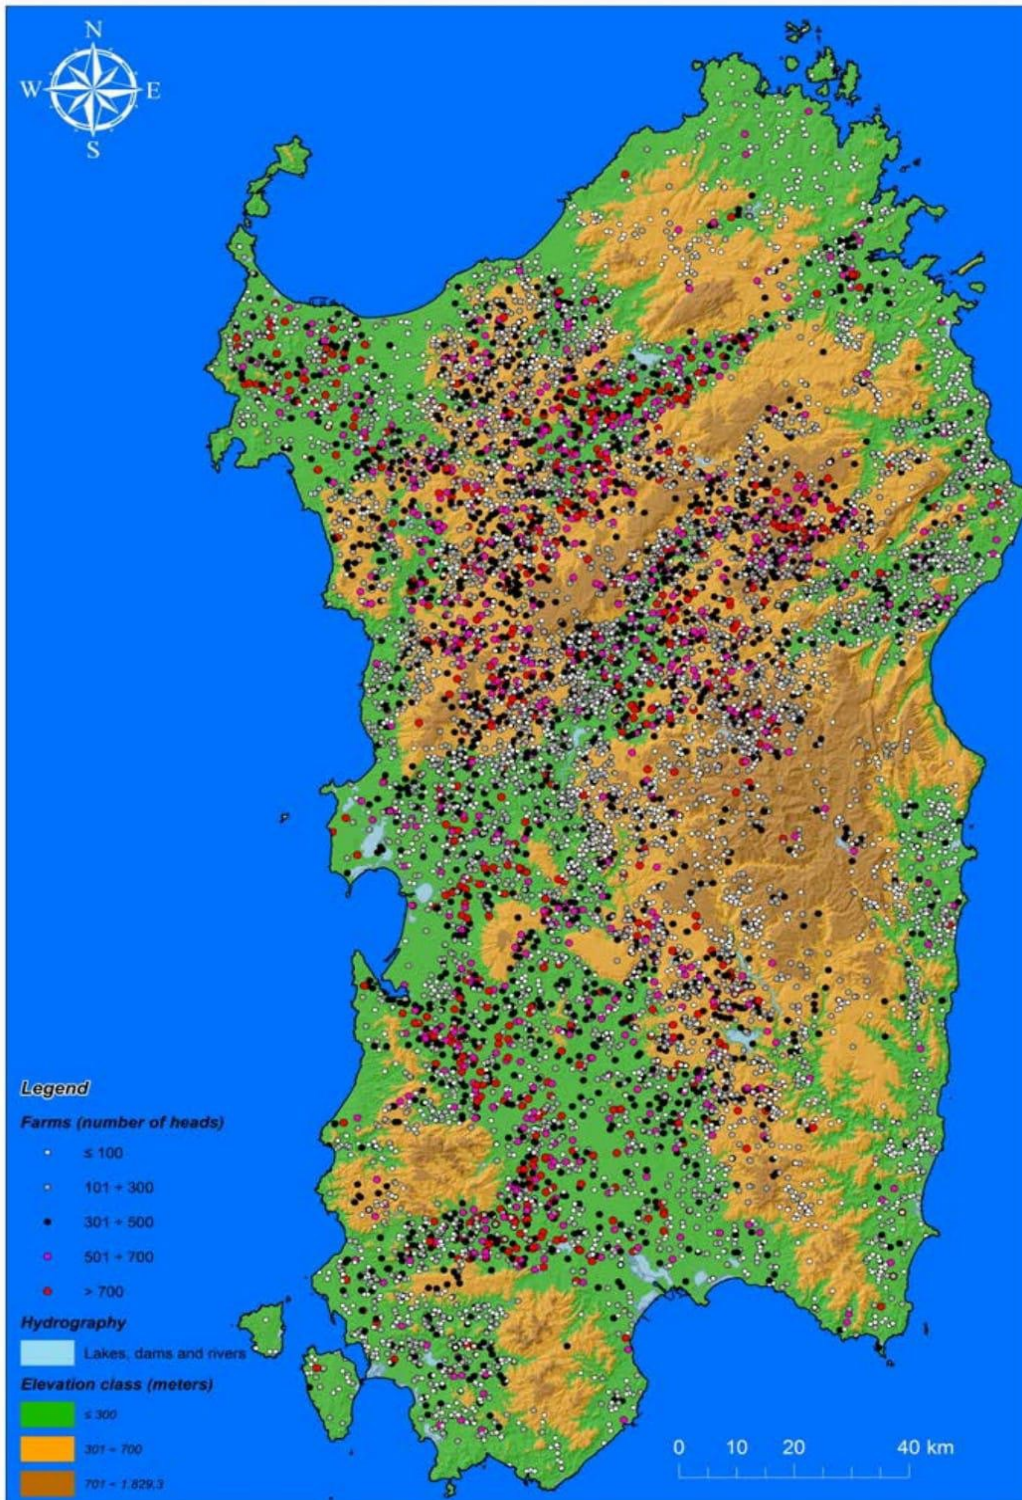 N
W E
S
Legend
Farms (number of heads)
≤ 100
101 ÷ 300
301 ÷ 500
501 ÷ 700
> 700
Hydrography
Lakes, dams and rivers
Elevation class (meters)
≤ 300
301 ÷ 700
701 ÷ 1.829,3
0 10 20 40 km